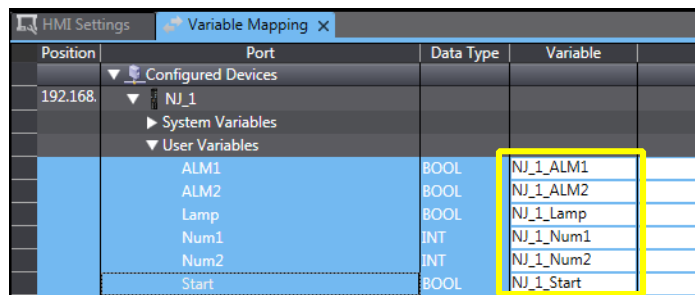 HMI Settings Variable Mapping
Position Port Data Type Variable
Configured Devices
192.168. NJ_1
System Variables
User Variables
ALM1 BOOL NJ_1_ALM1
ALM2 BOOL NJ_1_ALM2
Lamp BOOL NJ_1_Lamp
Num1 INT NJ_1_Num1
Num2 INT NJ_1_Num2
Start BOOL NJ_1_Start